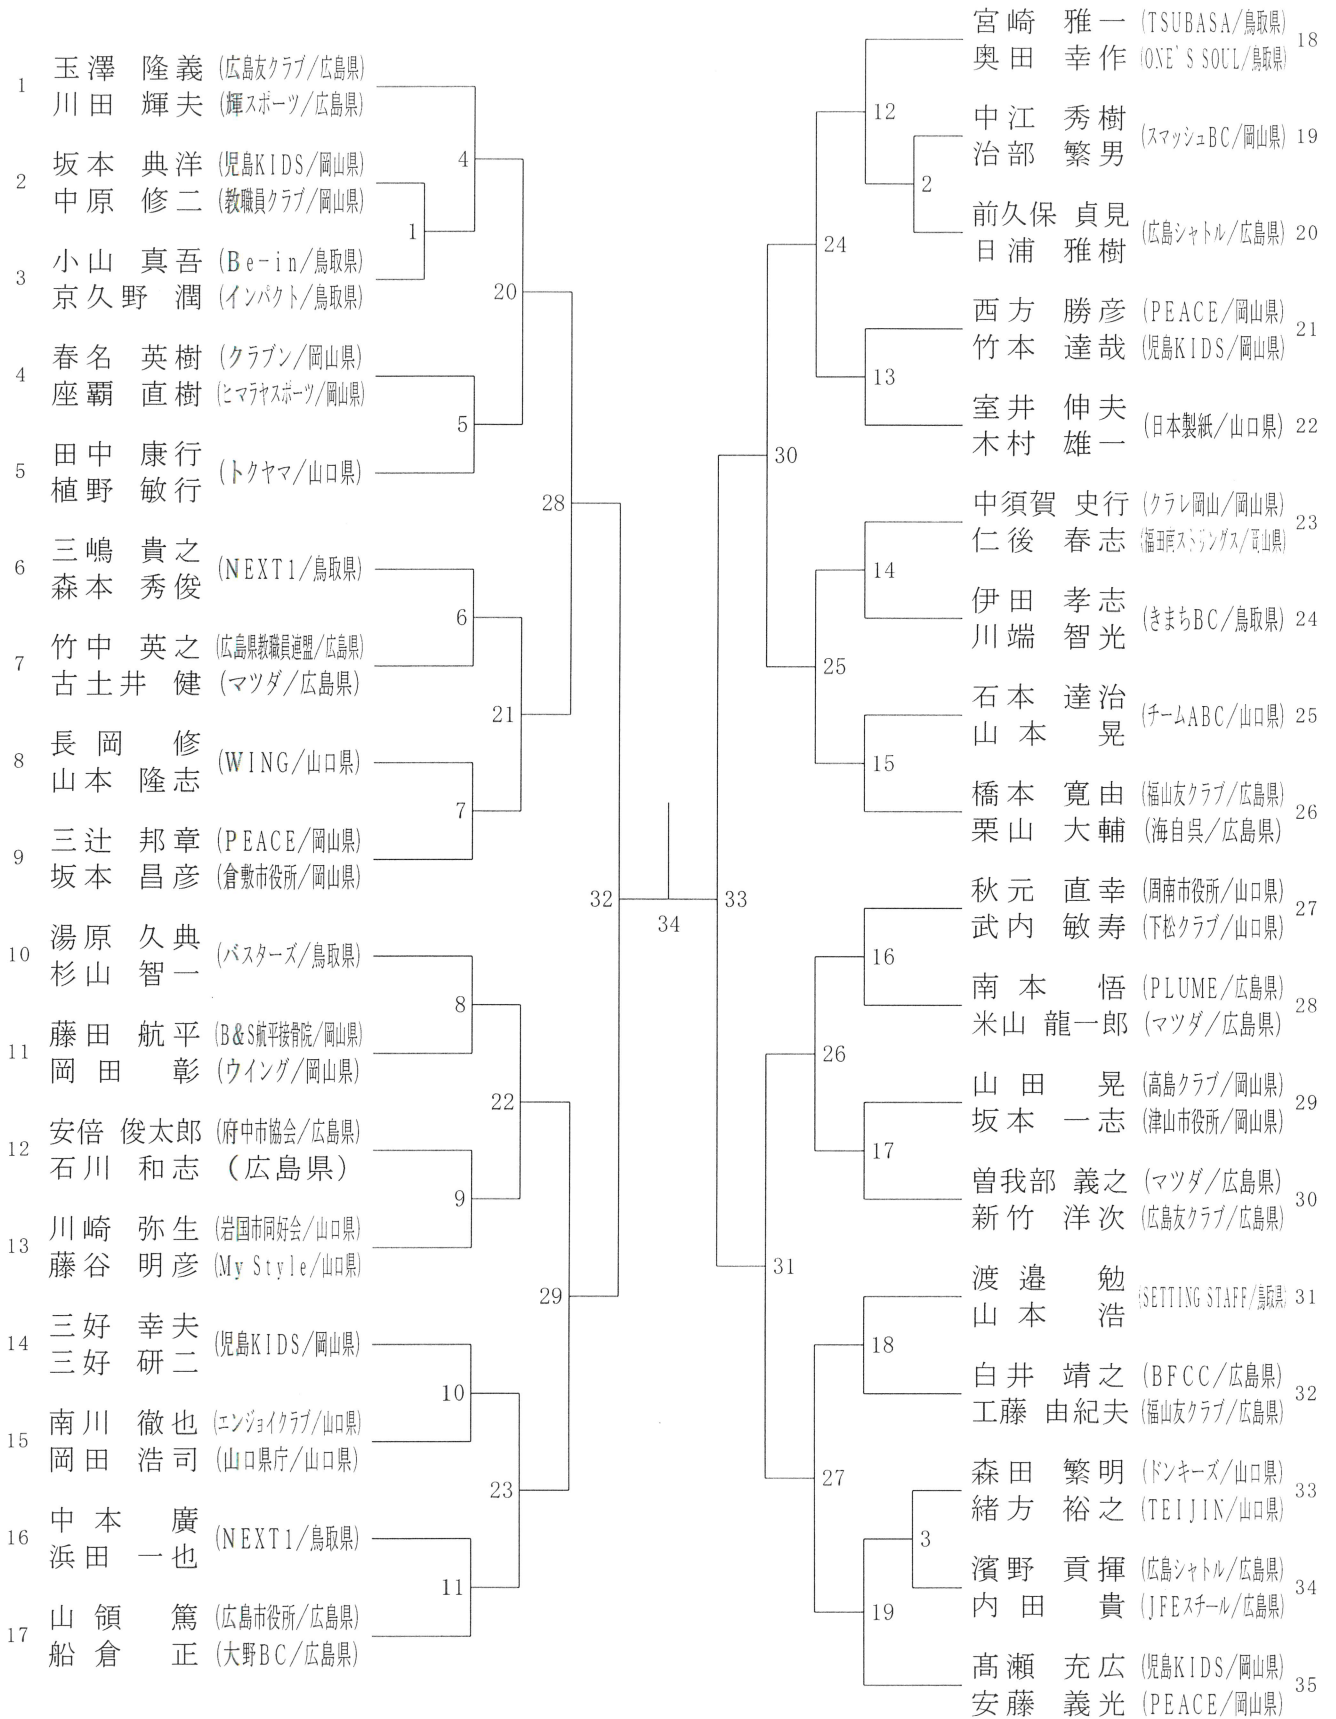 1 玉澤 隆義 (広島友クラブ/広島県)
川田 輝夫 (輝スポーツ/広島県)
2 坂本 典洋 (児島KIDS/岡山県)
中原 修二 (教職員クラブ/岡山県)
3 小山 真吾 (Be-in/鳥取県)
京久野 潤 (インパクト/鳥取県)
4 春名 英樹 (クラブン/岡山県)
座覇 直樹 (ヒマラヤスポーツ/岡山県)
5 田中 康行 (トクヤマ/山口県)
植野 敏行
6 三嶋 貴之 (NEXT1/鳥取県)
森本 秀俊
7 竹中 英之 (広島県教職員連盟/広島県)
古土井 健 (マツダ/広島県)
8 長岡 修 (WING/山口県)
山本 隆志
9 三辻 邦章 (PEACE/岡山県)
坂本 昌彦 (倉敷市役所/岡山県)
10 湯原 久典 (バスターズ/鳥取県)
杉山 智一
11 藤田 航平 (B&S航平接骨院/岡山県)
岡田 彰 (ウイング/岡山県)
12 安倍 俊太郎 (府中市協会/広島県)
石川 和志 (広島県)
13 川崎 弥生 (岩国市同好会/山口県)
藤谷 明彦 (My Style/山口県)
14 三好 幸夫 (児島KIDS/岡山県)
三好 研二
15 南川 徹也 (エンジョイクラブ/山口県)
岡田 浩司 (山口県庁/山口県)
16 中本 廣 (NEXT1/鳥取県)
浜田 一也
17 山領 篤 (広島市役所/広島県)
船倉 正 (大野BC/広島県)
1
4
5
20
6
7
21
28
8
9
22
10
11
23
29
32
34
33
12
2
24
13
30
14
25
15
16
26
17
31
18
27
3
19
宮崎 雅一 (TSUBASA/鳥取県) 18
奥田 幸作 (ONE'S SOUL/鳥取県)
中江 秀樹 (スマッシュBC/岡山県) 19
治部 繁男
前久保 貞見 (広島シャトル/広島県) 20
日浦 雅樹
西方 勝彦 (PEACE/岡山県) 21
竹本 達哉 (児島KIDS/岡山県)
室井 伸夫 (日本製紙/山口県) 22
木村 雄一
中須賀 史行 (クラレ岡山/岡山県) 23
仁後 春志
伊田 孝志 (きまちBC/鳥取県) 24
川端 智光
石本 達治 (チームABC/山口県) 25
山本 晃
橋本 寛由 (福山友クラブ/広島県) 26
栗山 大輔 (海自呉/広島県)
秋元 直幸 (周南市役所/山口県) 27
武内 敏寿 (下松クラブ/山口県)
南本 悟 (PLUME/広島県) 28
米山 龍一郎 (マツダ/広島県)
山田 晃 (高島クラブ/岡山県) 29
坂本 一志 (津山市役所/岡山県)
曽我部 義之 (マツダ/広島県) 30
新竹 洋次 (広島友クラブ/広島県)
渡邉 勉 (SETTING STAFF/鳥取県) 31
山本 浩
白井 靖之 (BFCC/広島県) 32
工藤 由紀夫 (福山友クラブ/広島県)
森田 繁明 (ドンキーズ/山口県) 33
緒方 裕之 (TEIJIN/山口県)
濱野 貢揮 (広島シャトル/広島県) 34
内田 貴 (JFEスチール/広島県)
髙瀬 充広 (児島KIDS/岡山県) 35
安藤 義光 (PEACE/岡山県)